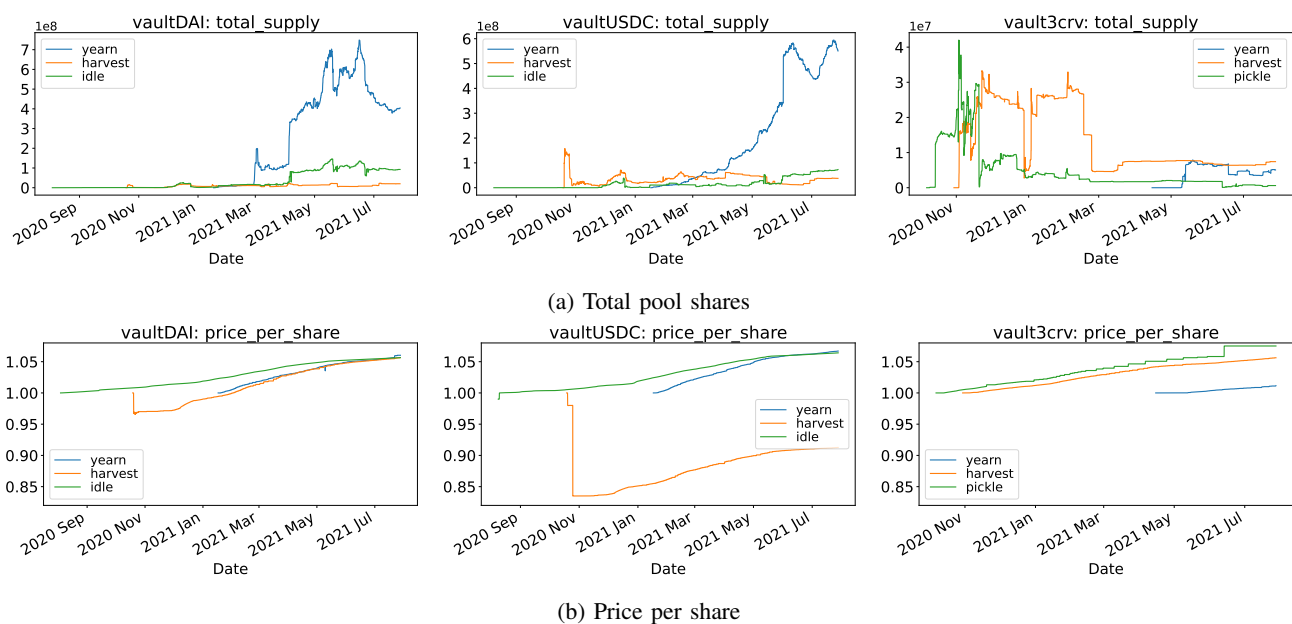 vaultDAI: total_supply
1e8
yearn
harvest
idle
7
6
5
4
3
2
1
0
2020 Sep
2020 Nov
2021 Jan
2021 Mar
2021 May
2021 Jul
Date
vaultUSDC: total_supply
1e8
yearn
harvest
idle
6
5
4
3
2
1
0
2020 Sep
2020 Nov
2021 Jan
2021 Mar
2021 May
2021 Jul
Date
vault3crv: total_supply
1e7
yearn
harvest
pickle
4
3
2
1
0
2020 Nov
2021 Jan
2021 Mar
2021 May
2021 Jul
Date
(a) Total pool shares
vaultDAI: price_per_share
1.05
1.00
0.95
0.90
0.85
yearn
harvest
idle
2020 Sep
2020 Nov
2021 Jan
2021 Mar
2021 May
2021 Jul
Date
vaultUSDC: price_per_share
1.05
1.00
0.95
0.90
0.85
yearn
harvest
idle
2020 Sep
2020 Nov
2021 Jan
2021 Mar
2021 May
2021 Jul
Date
vault3crv: price_per_share
1.05
1.00
0.95
0.90
0.85
yearn
harvest
pickle
2020 Nov
2021 Jan
2021 Mar
2021 May
2021 Jul
Date
(b) Price per share